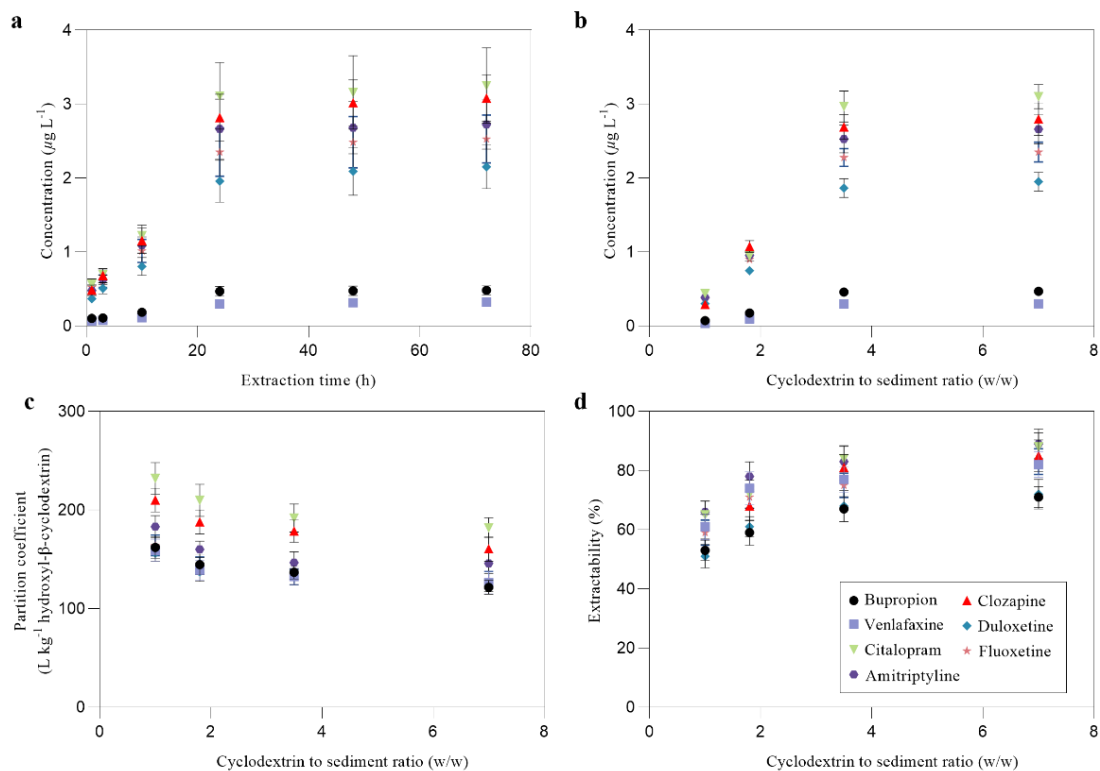 a
4
3
2
1
0
Concentration (µg L⁻¹)
0 20 40 60 80
Extraction time (h)
b
4
3
2
1
0
Concentration (µg L⁻¹)
0 2 4 6 8
Cyclodextrin to sediment ratio (w/w)
c
300
200
100
0
Partition coefficient
(L kg⁻¹ hydroxyl-β-cyclodextrin)
0 2 4 6 8
Cyclodextrin to sediment ratio (w/w)
d
100
80
60
40
20
0
Extractability (%)
Bupropion
Venlafaxine
Citalopram
Amitriptyline
Clozapine
Duloxetine
Fluoxetine
0 2 4 6 8
Cyclodextrin to sediment ratio (w/w)